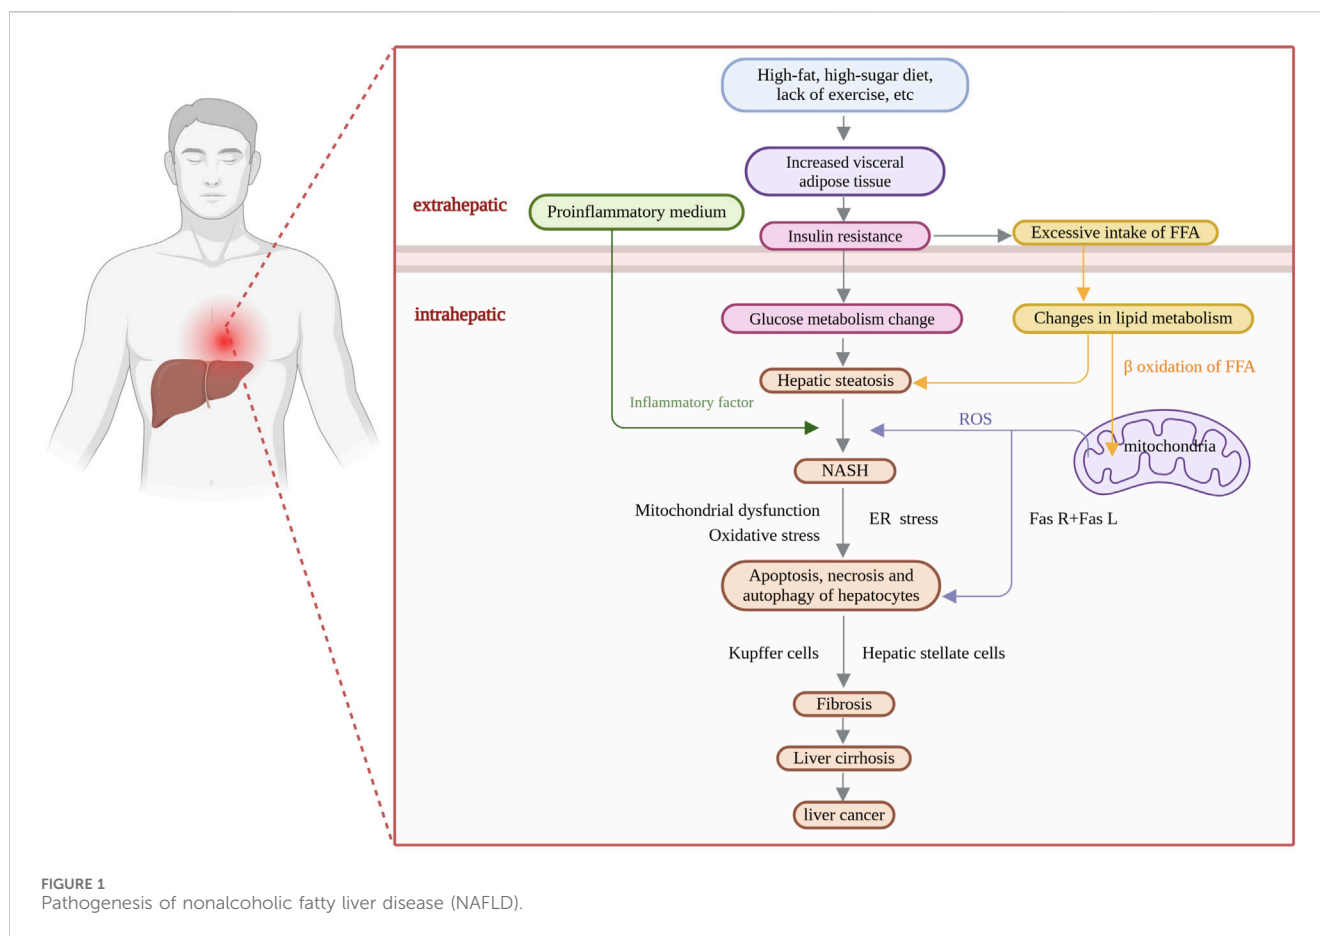 High-fat, high-sugar diet,
lack of exercise, etc
Increased visceral
adipose tissue
extrahepatic
Proinflammatory medium
Insulin resistance
Excessive intake of FFA
intrahepatic
Glucose metabolism change
Changes in lipid metabolism
Hepatic steatosis
β oxidation of FFA
Inflammatory factor
ROS
mitochondria
NASH
Mitochondrial dysfunction
Oxidative stress
ER stress
Fas R+Fas L
Apoptosis, necrosis and
autophagy of hepatocytes
Kupffer cells
Hepatic stellate cells
Fibrosis
Liver cirrhosis
liver cancer
FIGURE 1
Pathogenesis of nonalcoholic fatty liver disease (NAFLD).